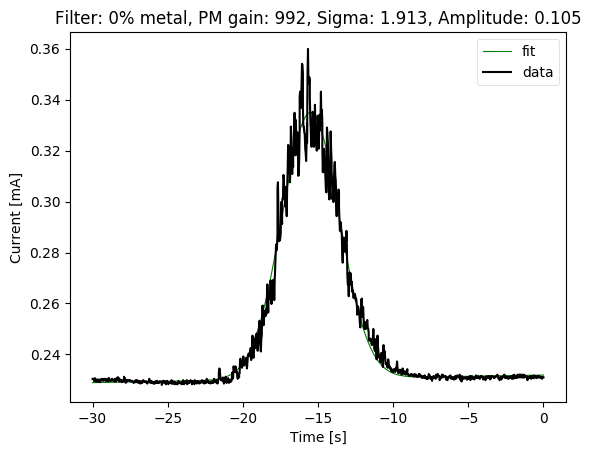 Filter: 0% metal, PM gain: 992, Sigma: 1.913, Amplitude: 0.105
fit
data
0.36
0.34
0.32
0.30
0.28
0.26
0.24
Current [mA]
−30 −25 −20 −15 −10 −5 0
Time [s]